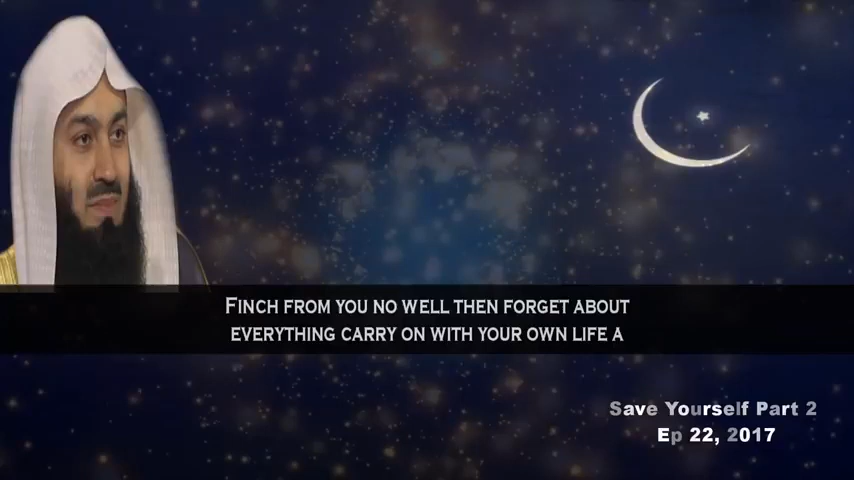 Finch from you no well then forget about
everything carry on with your own life a
Save Yourself Part 2
Ep 22, 2017